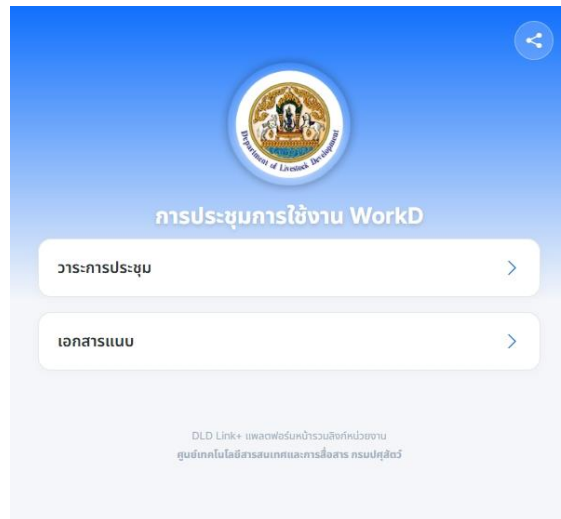 Department of Livestock Development
การประชุมการใช้งาน WorkD
วาระการประชุม
เอกสารแนบ
DLD Link+ แพลตฟอร์มหน้ารวมลิงก์หน่วยงาน
ศูนย์เทคโนโลยีสารสนเทศและการสื่อสาร กรมปศุสัตว์